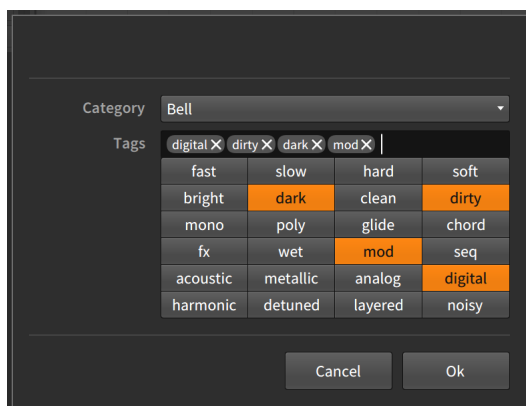 Category Bell
Tags digital X dirty X dark X mod X
fast slow hard soft
bright dark clean dirty
mono poly glide chord
fx wet mod seq
acoustic metallic analog digital
harmonic detuned layered noisy
Cancel Ok